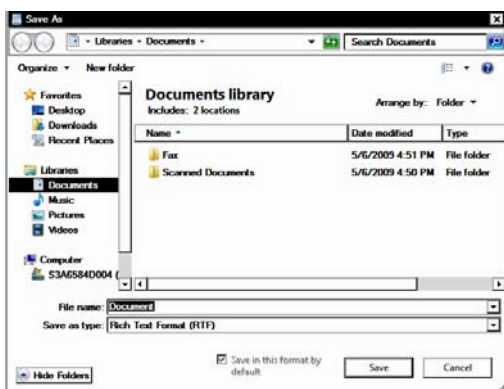 Save As
Libraries Documents Search Documents
Organize New folder
Favorites
Desktop
Downloads
Recent Places
Libraries
Documents
Music
Pictures
Videos
Computer
S3A6584D004 (
Documents library
Includes: 2 locations
Arrange by: Folder
Name Date modified Type
Fax 5/6/2009 4:51 PM File folder
Scanned Documents 5/6/2009 4:50 PM File folder
File name: Document
Save as type: Rich Text Format (RTF)
Hide Folders
Save in this format by
default
Save Cancel